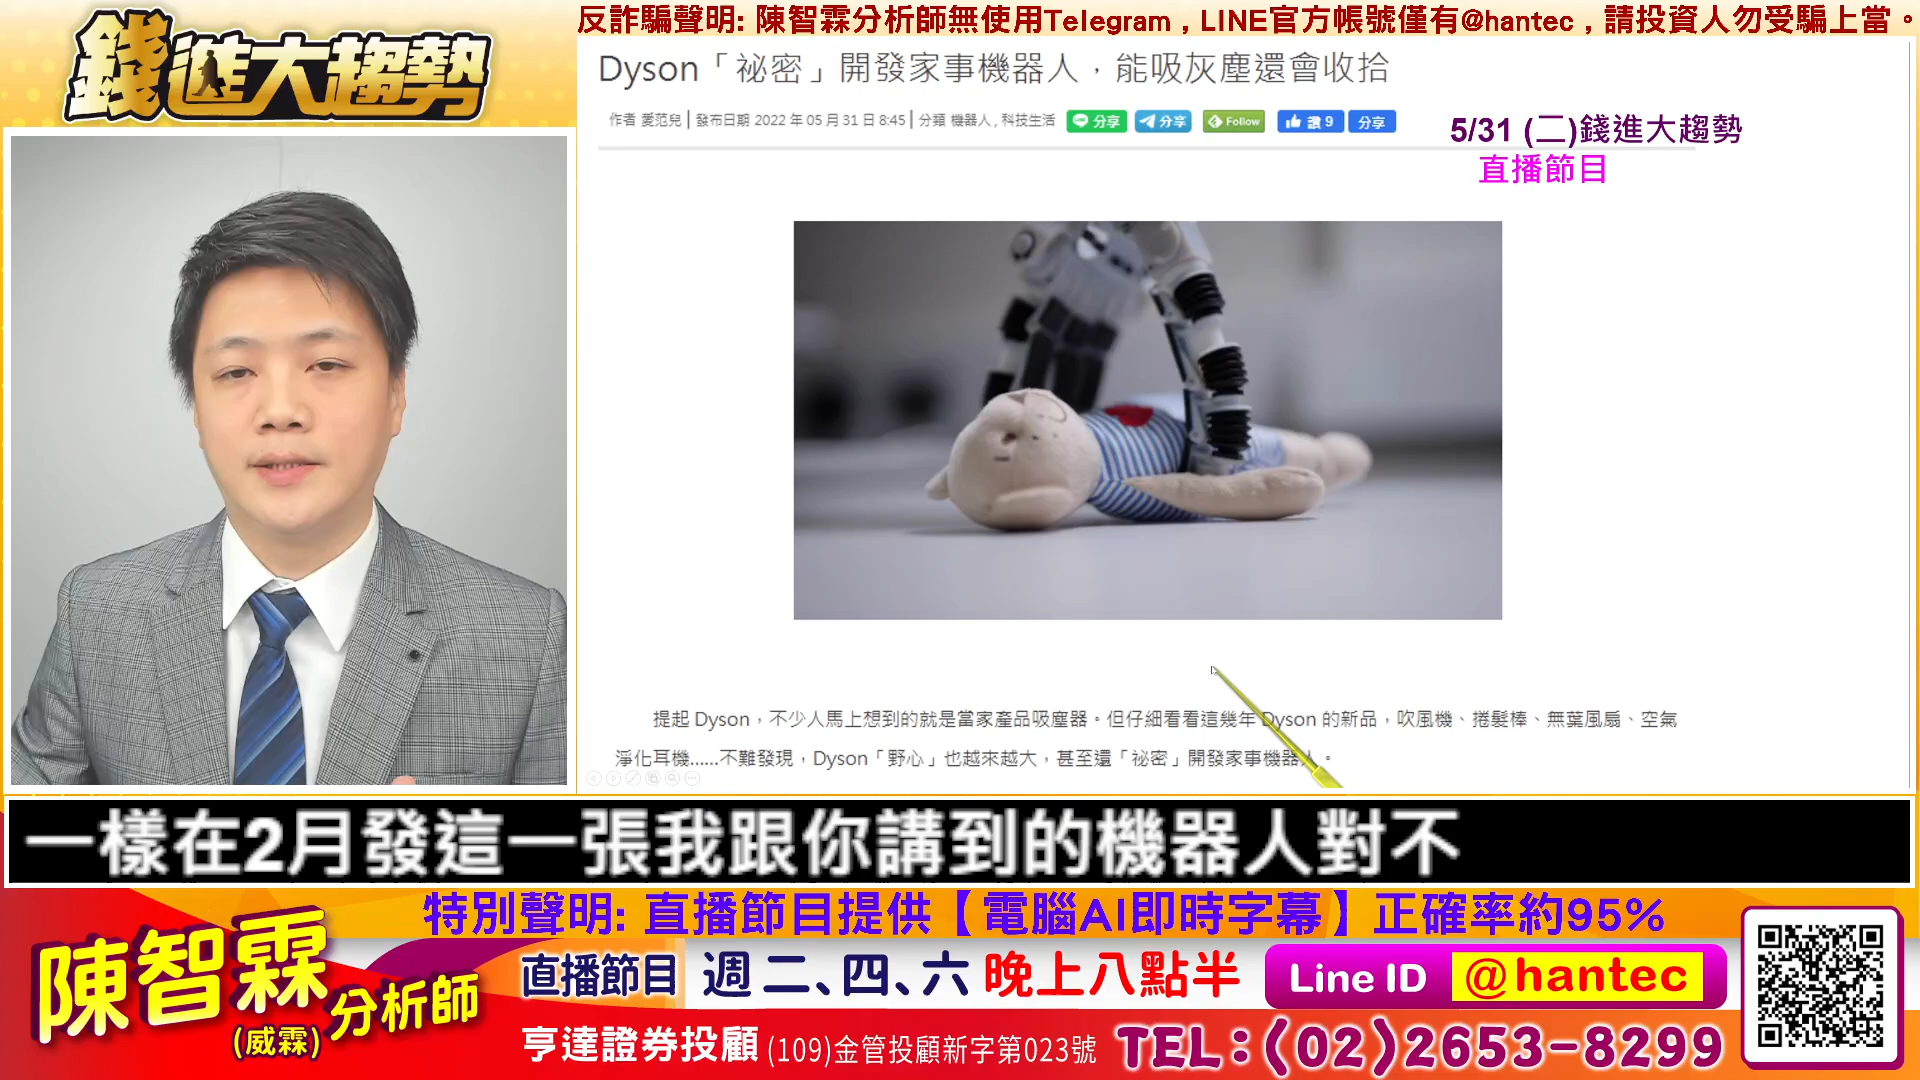 錢進大趨勢
反詐騙聲明: 陳智霖分析師無使用Telegram , LINE官方帳號僅有@hantec , 請投資人勿受騙上當。
Dyson「祕密」開發家事機器人，能吸灰塵還會收拾
作者 愛范兒 | 發布日期 2022 年 05 月 31 日 8:45 | 分類 機器人 , 科技生活 分享 分享 Follow 讚 9 分享
5/31 (二)錢進大趨勢
直播節目
提起 Dyson，不少人馬上想到的就是當家產品吸塵器。但仔細看看這幾年 Dyson 的新品，吹風機、捲髮棒、無葉風扇、空氣
淨化耳機......不難發現，Dyson「野心」也越來越大，甚至還「祕密」開發家事機器人。
一樣在2月發這一張我跟你講到的機器人對不
特別聲明: 直播節目提供【電腦AI即時字幕】正確率約95%
陳智霖分析師
(威霖)
直播節目 週二、四、六 晚上八點半
Line ID @hantec
亨達證券投顧 (109)金管投顧新字第023號 TEL:(02)2653-8299